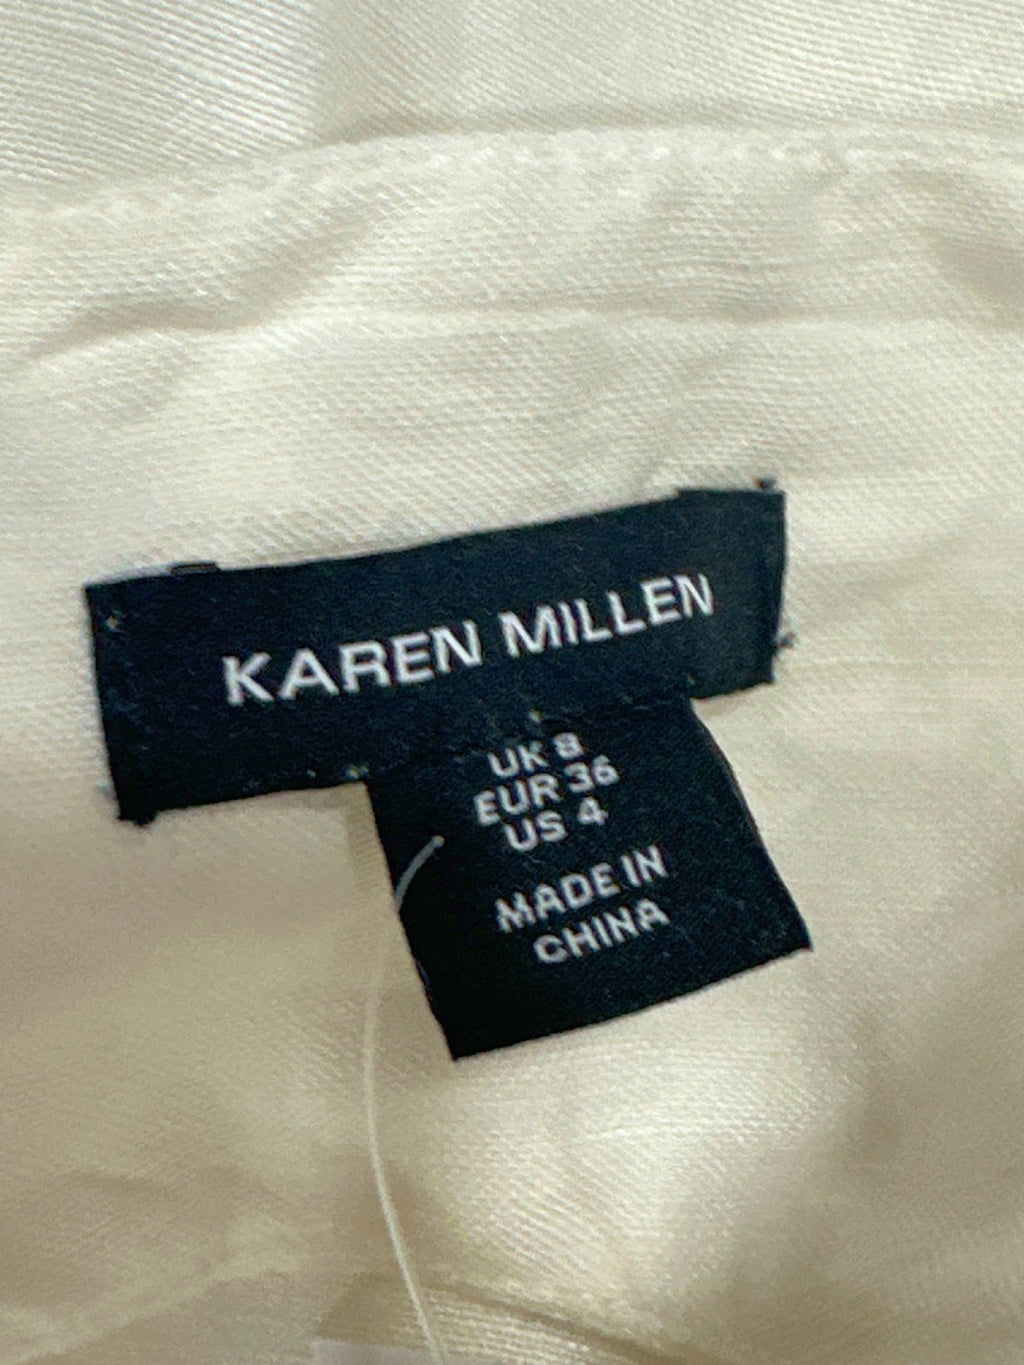 KAREN MILLEN
UK 8
EUR 36
US 4
MADE IN
CHINA